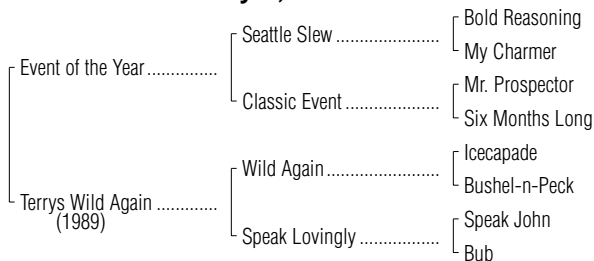 Bold Reasoning
Seattle Slew ..................
My Charmer
Event of the Year ...............
Mr. Prospector
Classic Event ...................
Six Months Long
Icecapade
Wild Again .....................
Bushel-n-Peck
Terrys Wild Again .............
(1989)
Speak John
Speak Lovingly ................
Bub